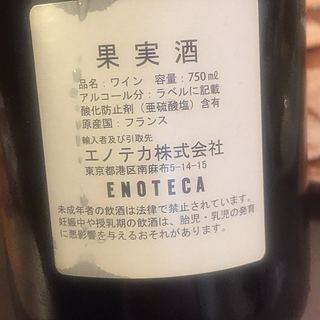 果実酒
品名：ワイン 容量：750㎖
アルコール分：ラベルに記載
酸化防止剤（亜硫酸塩）含有
原産国：フランス
輸入者及び引取先
エノテカ株式会社
東京都港区南麻布5-14-15
ENOTECA
未成年者の飲酒は法律で禁止されています。
妊娠中や授乳期の飲酒は、胎児・乳児の発育
に悪影響を与えるおそれがあります。